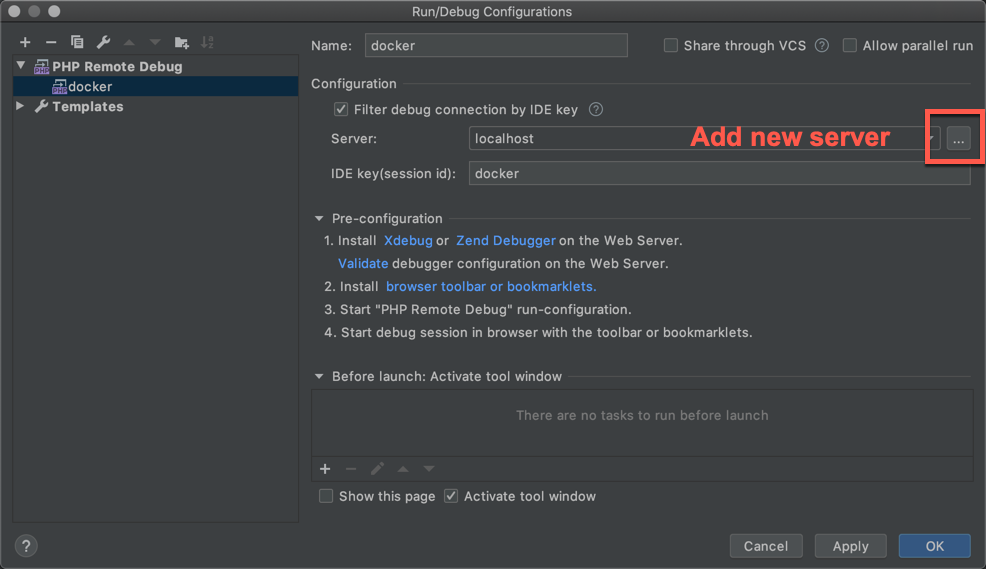 Run/Debug Configurations
Name: docker Share through VCS ? Allow parallel run
PHP Remote Debug
docker
Templates
Configuration
Filter debug connection by IDE key ?
Server: localhost Add new server ...
IDE key(session id): docker
Pre-configuration
1. Install Xdebug or Zend Debugger on the Web Server.
Validate debugger configuration on the Web Server.
2. Install browser toolbar or bookmarklets.
3. Start "PHP Remote Debug" run-configuration.
4. Start debug session in browser with the toolbar or bookmarklets.
Before launch: Activate tool window
There are no tasks to run before launch
Show this page Activate tool window
? Cancel Apply OK